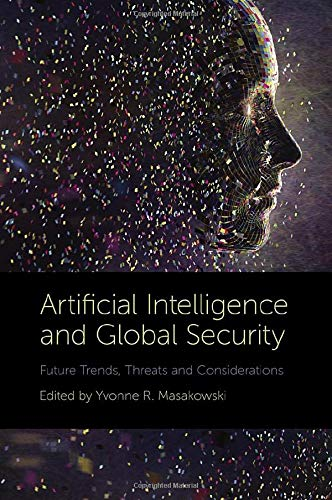 Artificial Intelligence
and Global Security
Future Trends, Threats and Considerations
Edited by Yvonne R. Masakowski